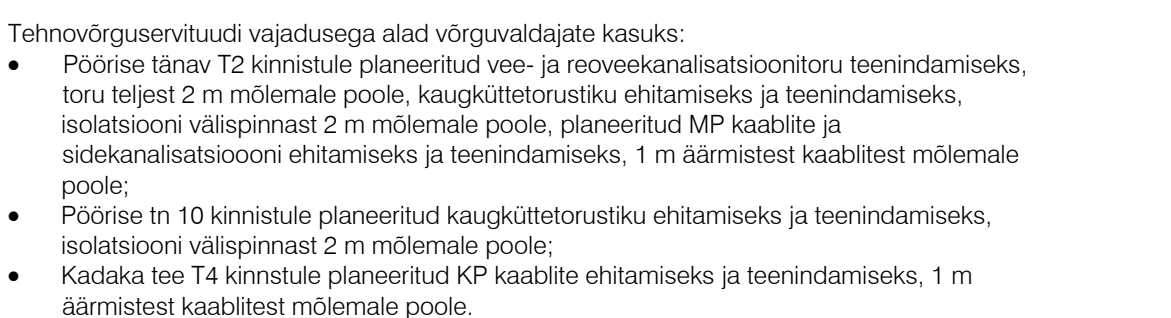 Tehnovõrguservituudi vajadusega alad võrguvaldajate kasuks:
• Pöörise tänav T2 kinnistule planeeritud vee- ja reoveekanalisatsioonitoru teenindamiseks,
toru teljest 2 m mõlemale poole, kaugküttetorustiku ehitamiseks ja teenindamiseks,
isolatsiooni välispinnast 2 m mõlemale poole, planeeritud MP kaablite ja
sidekanalisatsioooni ehitamiseks ja teenindamiseks, 1 m äärmistest kaablitest mõlemale
poole;
• Pöörise tn 10 kinnistule planeeritud kaugküttetorustiku ehitamiseks ja teenindamiseks,
isolatsiooni välispinnast 2 m mõlemale poole;
• Kadaka tee T4 kinnstule planeeritud KP kaablite ehitamiseks ja teenindamiseks, 1 m
äärmistest kaablitest mõlemale poole.